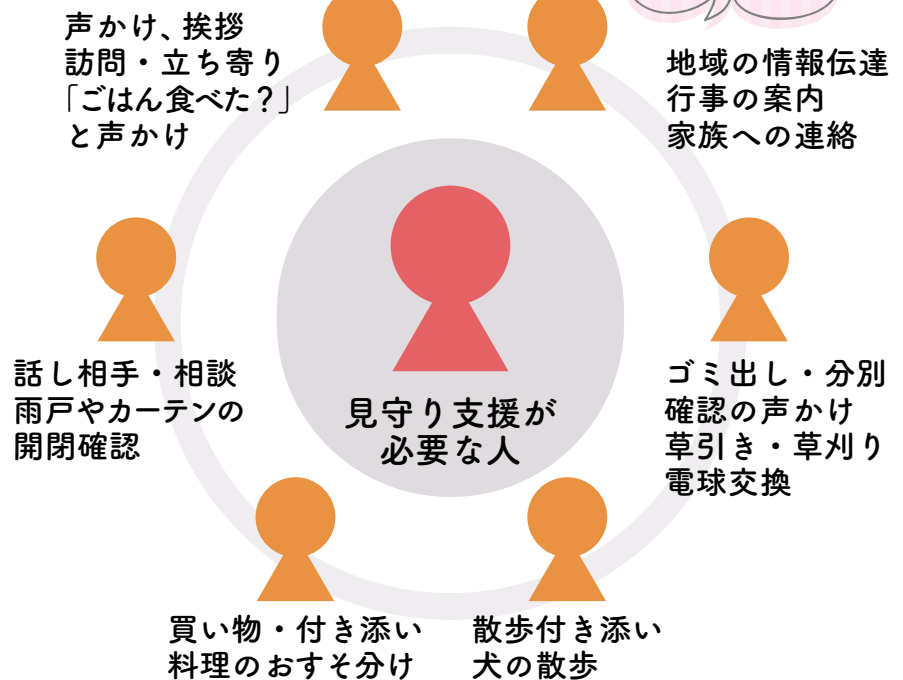 声かけ、挨拶
訪問・立ち寄り
「ごはん食べた？」
と声かけ
地域の情報伝達
行事の案内
家族への連絡
話し相手・相談
雨戸やカーテンの
開閉確認
見守り支援が
必要な人
ゴミ出し・分別
確認の声かけ
草引き・草刈り
電球交換
買い物・付き添い
料理のおすそ分け
散歩付き添い
犬の散歩